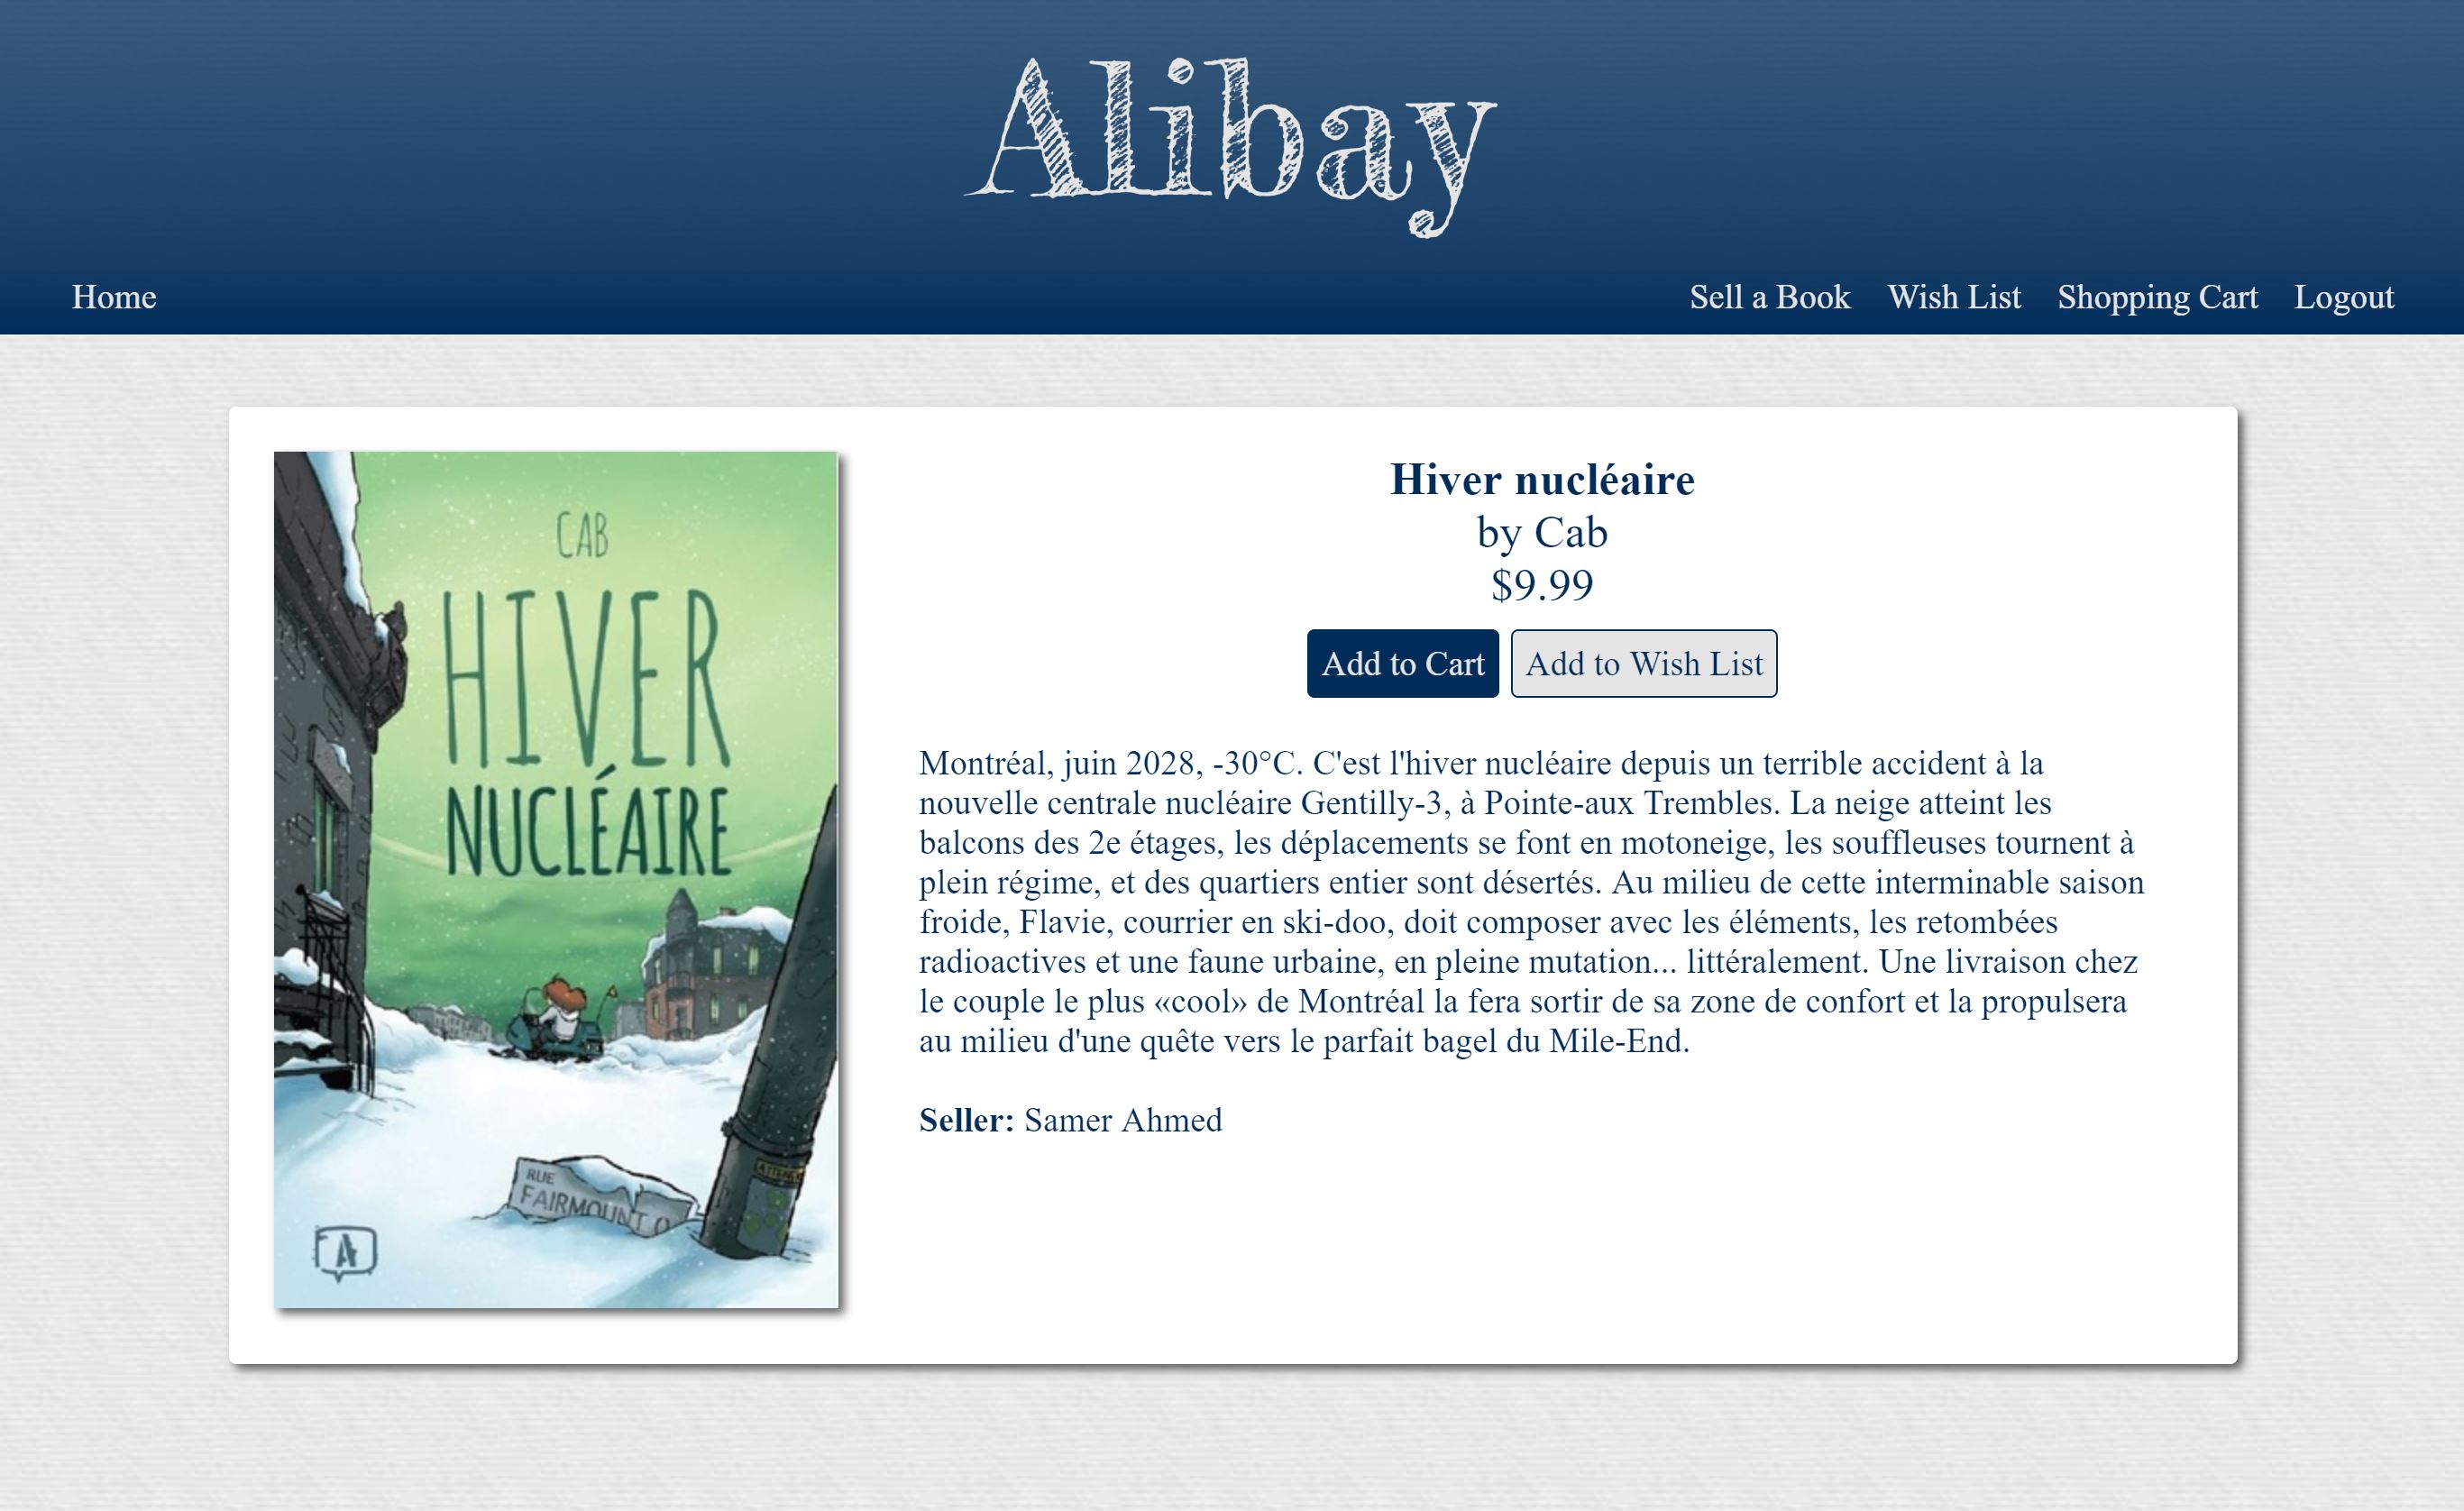 Alibay
Home
Sell a Book
Wish List
Shopping Cart
Logout
CAB
HIVER
NUCLÉAIRE
RUE
FAIRMOUNT O
A
Hiver nucléaire
by Cab
$9.99
Add to Cart
Add to Wish List
Montréal, juin 2028, -30°C. C'est l'hiver nucléaire depuis un terrible accident à la
nouvelle centrale nucléaire Gentilly-3, à Pointe-aux Trembles. La neige atteint les
balcons des 2e étages, les déplacements se font en motoneige, les souffleuses tournent à
plein régime, et des quartiers entier sont désertés. Au milieu de cette interminable saison
froide, Flavie, courrier en ski-doo, doit composer avec les éléments, les retombées
radioactives et une faune urbaine, en pleine mutation... littéralement. Une livraison chez
le couple le plus «cool» de Montréal la fera sortir de sa zone de confort et la propulsera
au milieu d'une quête vers le parfait bagel du Mile-End.
Seller: Samer Ahmed